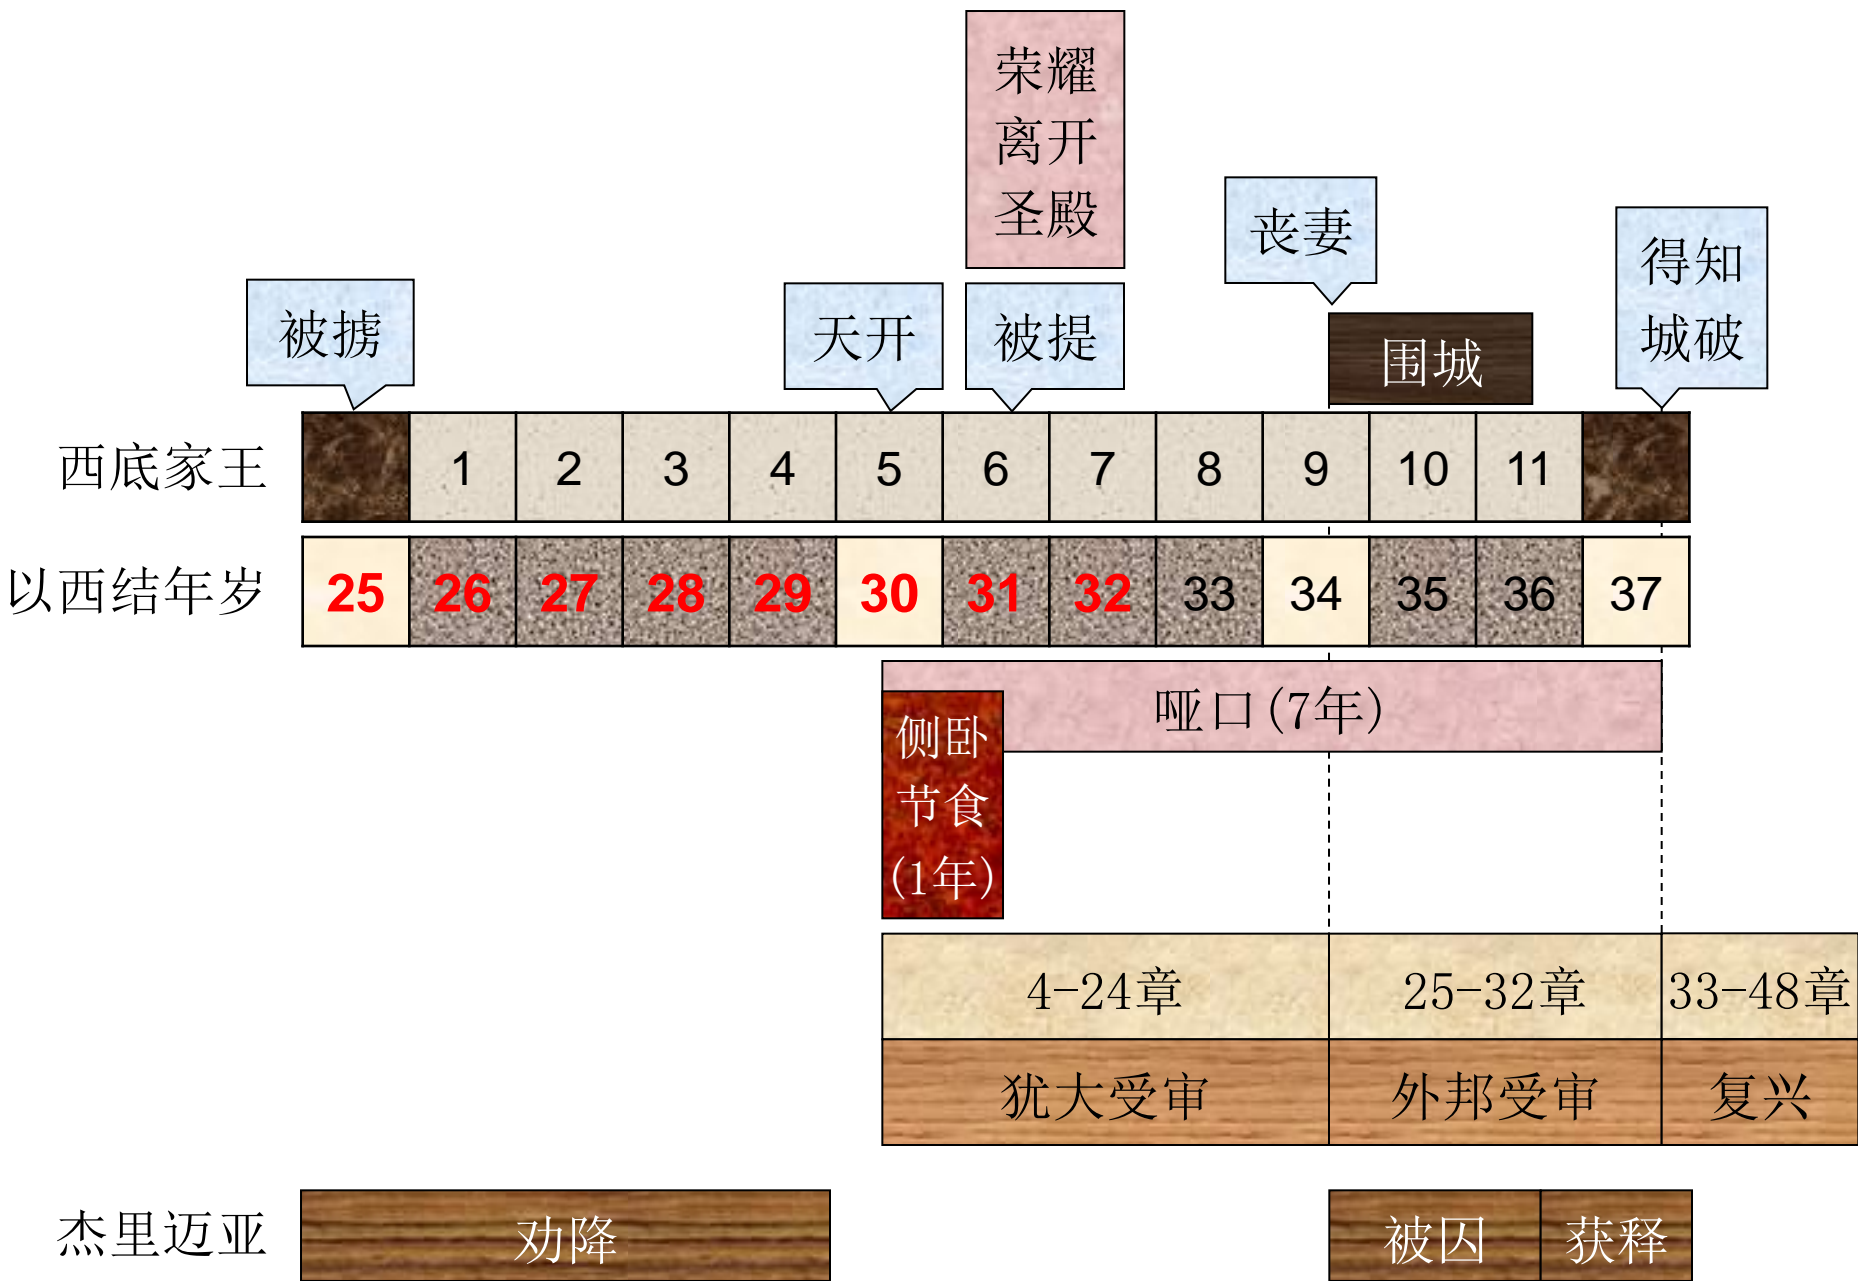 荣耀
离开
圣殿
丧妻
得知
城破
被掳
天开
被提
围城
西底家王 1 2 3 4 5 6 7 8 9 10 11
以西结年岁 25 26 27 28 29 30 31 32 33 34 35 36 37
哑口(7年)
侧卧
节食
(1年)
4-24章 25-32章 33-48章
犹大受审 外邦受审 复兴
杰里迈亚 劝降 被囚 获释